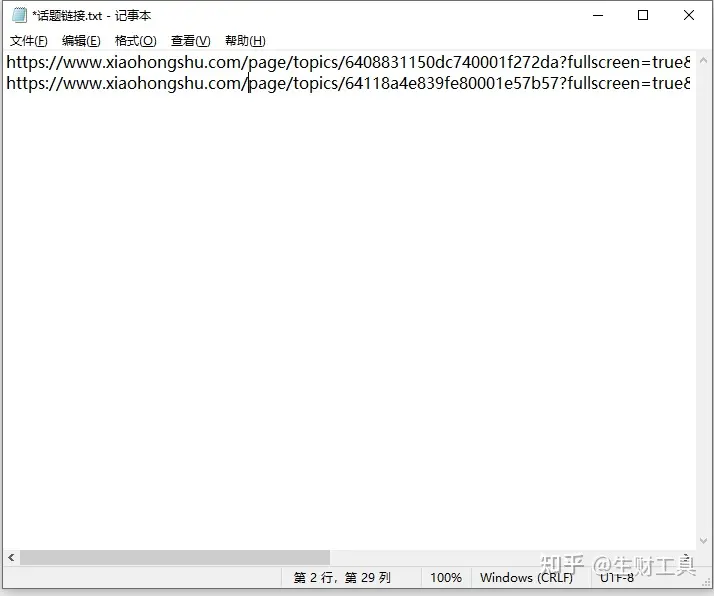 *话题链接.txt - 记事本
文件(F) 编辑(E) 格式(O) 查看(V) 帮助(H)
https://www.xiaohongshu.com/page/topics/6408831150dc740001f272da?fullscreen=true&
https://www.xiaohongshu.com/page/topics/64118a4e839fe80001e57b57?fullscreen=true&
知乎 @生财工具
第 2 行，第 29 列 100% Windows (CRLF) UTF-8